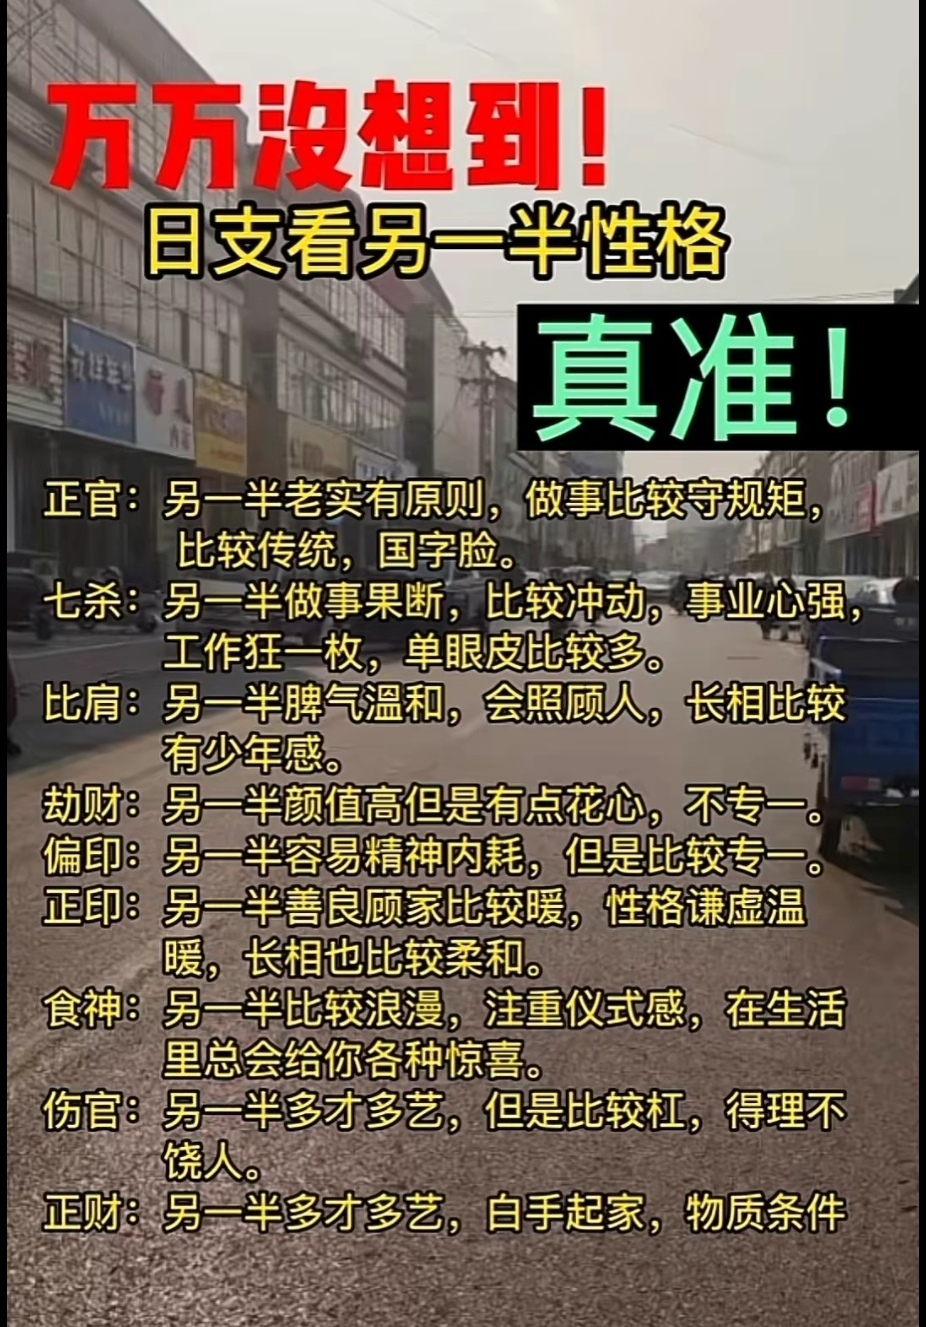 万万没想到!
日支看另一半性格
真准!
正官：另一半老实有原则，做事比较守规矩，
比较传统，国字脸。
七杀：另一半做事果断，比较冲动，事业心强，
工作狂一枚，单眼皮比较多。
比肩：另一半脾气温和，会照顾人，长相比较
有少年感。
劫财：另一半颜值高但是有点花心，不专一。
偏印：另一半容易精神内耗，但是比较专一。
正印：另一半善良顾家比较暖，性格谦虚温
暖，长相也比较柔和。
食神：另一半比较浪漫，注重仪式感，在生活
里总会给你各种惊喜。
伤官：另一半多才多艺，但是比较杠，得理不
饶人。
正财：另一半多才多艺，白手起家，物质条件